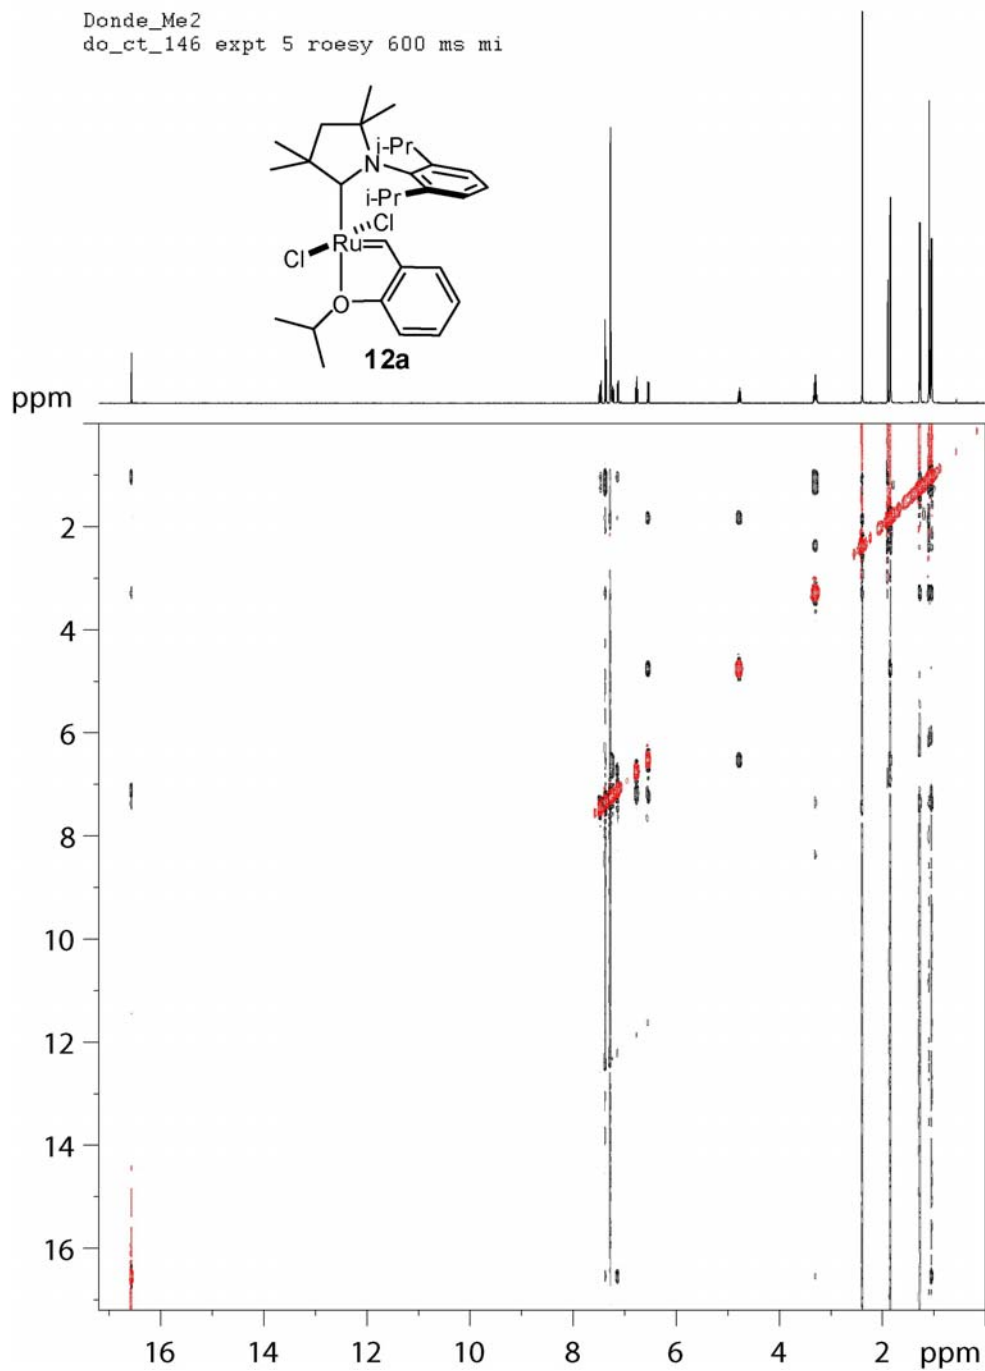 Donde_Me2
do_ct_146 expt 5 roesy 600 ms mi
i-Pr
N
i-Pr
Cl
Ru
Cl
O
12a
ppm
2
4
6
8
10
12
14
16
16 14 12 10 8 6 4 2 ppm